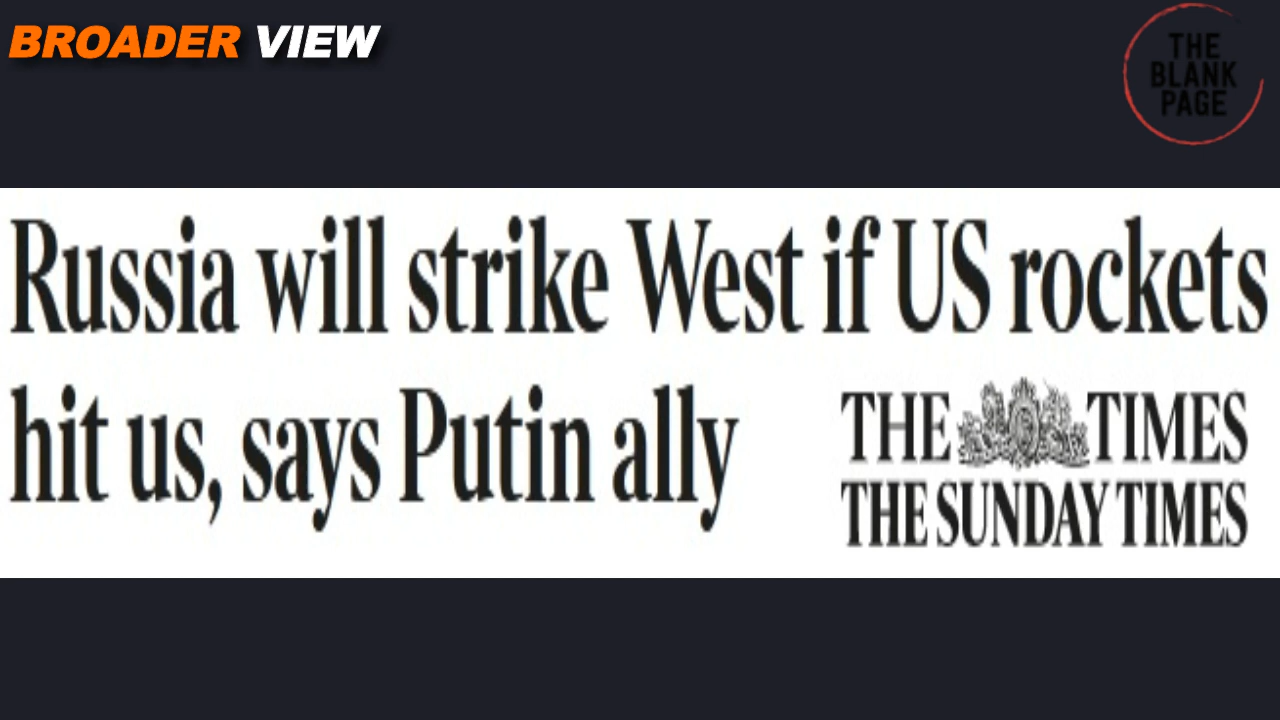 BROADER VIEW
THE
BLANK
PAGE
Russia will strike West if US rockets
hit us, says Putin ally
THE TIMES
THE SUNDAY TIMES